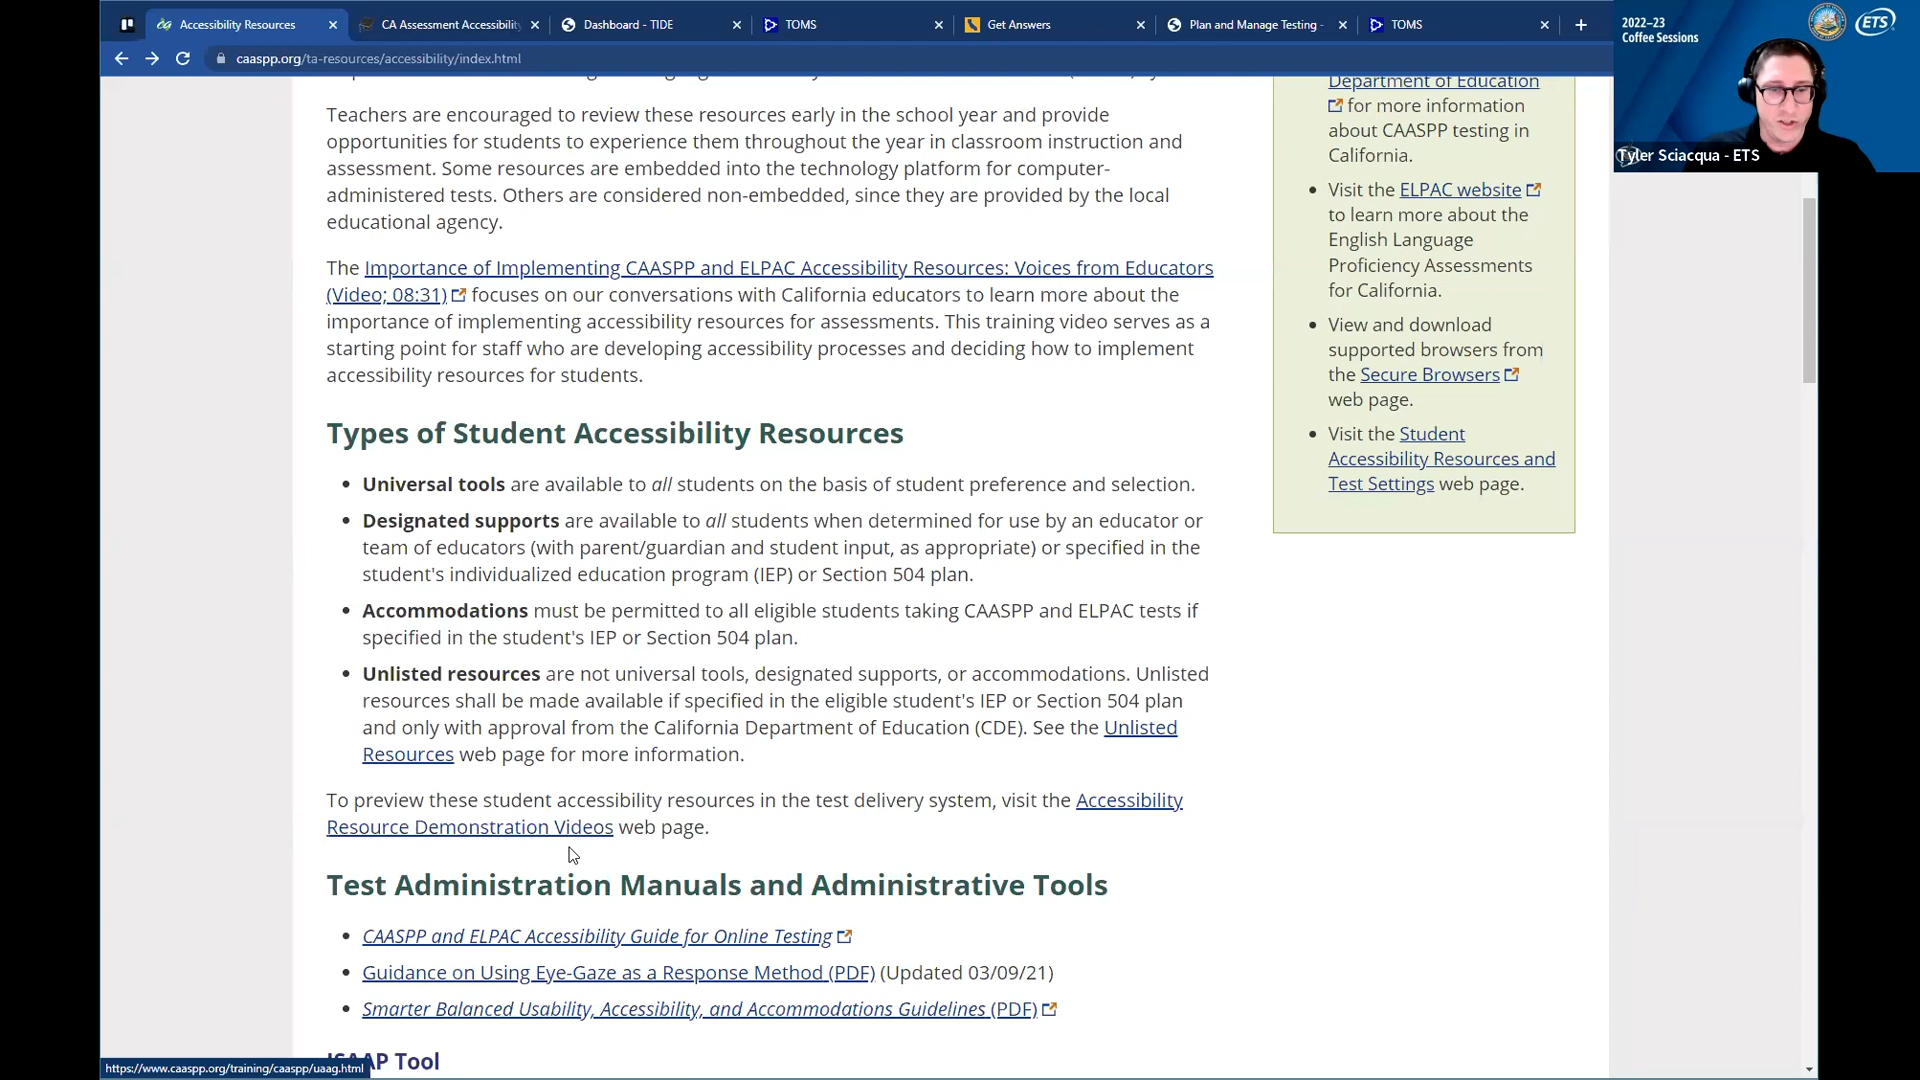 Accessibility Resources
CA Assessment Accessibility
Dashboard - TIDE
TOMS
Get Answers
Plan and Manage Testing -
TOMS
caaspp.org/ta-resources/accessibility/index.html
2022–23
Coffee Sessions
ETS
Tyler Sciacqua - ETS
Teachers are encouraged to review these resources early in the school year and provide
opportunities for students to experience them throughout the year in classroom instruction and
assessment. Some resources are embedded into the technology platform for computer-
administered tests. Others are considered non-embedded, since they are provided by the local
educational agency.
The Importance of Implementing CAASPP and ELPAC Accessibility Resources: Voices from Educators
(Video; 08:31) focuses on our conversations with California educators to learn more about the
importance of implementing accessibility resources for assessments. This training video serves as a
starting point for staff who are developing accessibility processes and deciding how to implement
accessibility resources for students.
Types of Student Accessibility Resources
• Universal tools are available to all students on the basis of student preference and selection.
• Designated supports are available to all students when determined for use by an educator or
team of educators (with parent/guardian and student input, as appropriate) or specified in the
student's individualized education program (IEP) or Section 504 plan.
• Accommodations must be permitted to all eligible students taking CAASPP and ELPAC tests if
specified in the student's IEP or Section 504 plan.
• Unlisted resources are not universal tools, designated supports, or accommodations. Unlisted
resources shall be made available if specified in the eligible student's IEP or Section 504 plan
and only with approval from the California Department of Education (CDE). See the Unlisted
Resources web page for more information.
To preview these student accessibility resources in the test delivery system, visit the Accessibility
Resource Demonstration Videos web page.
Test Administration Manuals and Administrative Tools
• CAASPP and ELPAC Accessibility Guide for Online Testing
• Guidance on Using Eye-Gaze as a Response Method (PDF) (Updated 03/09/21)
• Smarter Balanced Usability, Accessibility, and Accommodations Guidelines (PDF)
ISAAP Tool
Department of Education
for more information
about CAASPP testing in
California.
• Visit the ELPAC website
to learn more about the
English Language
Proficiency Assessments
for California.
• View and download
supported browsers from
the Secure Browsers
web page.
• Visit the Student
Accessibility Resources and
Test Settings web page.
https://www.caaspp.org/training/caaspp/uaag.html